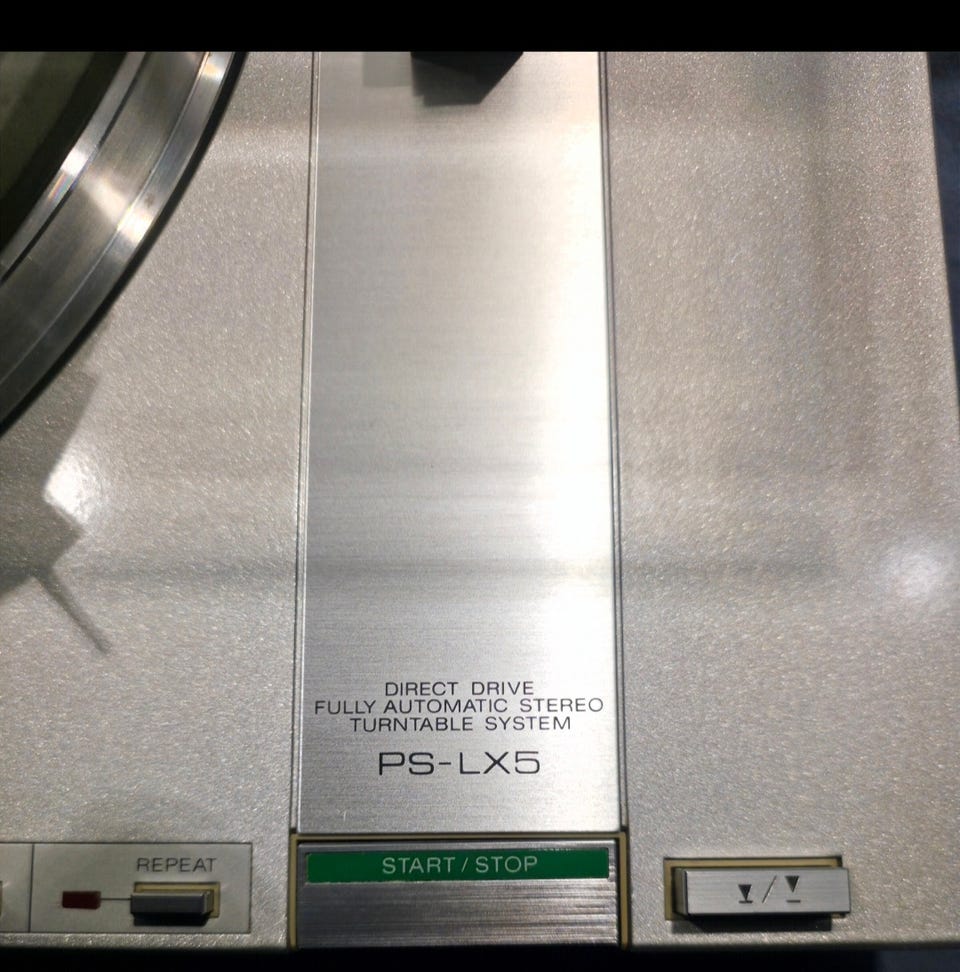 DIRECT DRIVE
FULLY AUTOMATIC STEREO
TURNTABLE SYSTEM
PS-LX5
REPEAT
START / STOP